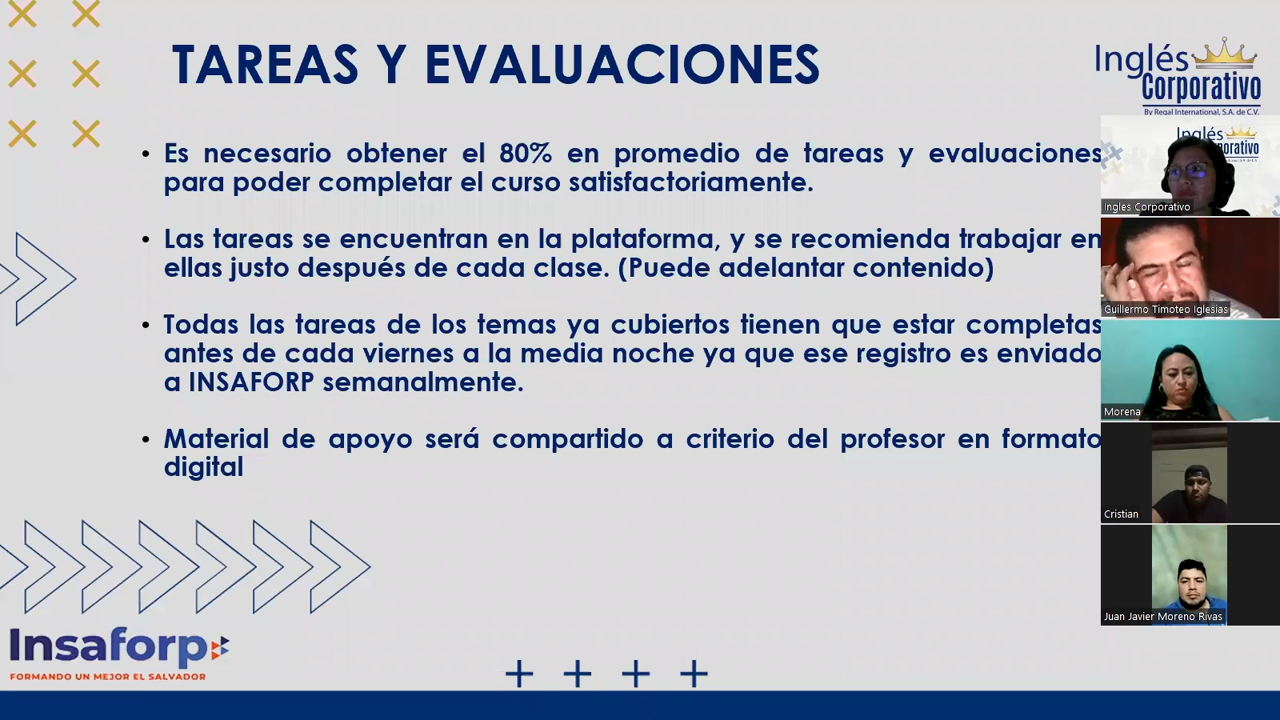 TAREAS Y EVALUACIONES
Inglés
Corporativo
By Regal International, S.A. de C.V.
• Es necesario obtener el 80% en promedio de tareas y evaluaciones
para poder completar el curso satisfactoriamente.
• Las tareas se encuentran en la plataforma, y se recomienda trabajar en
ellas justo después de cada clase. (Puede adelantar contenido)
• Todas las tareas de los temas ya cubiertos tienen que estar completas
antes de cada viernes a la media noche ya que ese registro es enviado
a INSAFORP semanalmente.
• Material de apoyo será compartido a criterio del profesor en formato
digital
Inglés
Ingles Corporativo
Guillermo Timoteo Iglesias
Morena
Cristian
Juan Javier Moreno Rivas
Insaforp
FORMANDO UN MEJOR EL SALVADOR